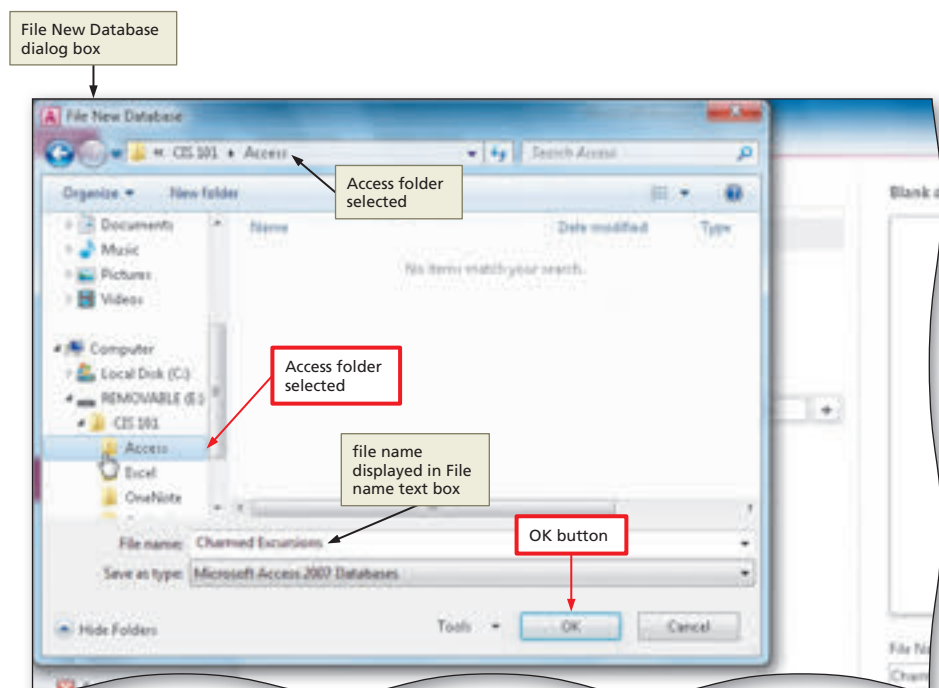 File New Database
dialog box
File New Database
« CIS 101 ▸ Access
Search Access
Access folder
selected
Organize
New folder
Blank d
Documents
Music
Pictures
Videos
Name
Date modified
Type
No items match your search.
Computer
Local Disk (C:)
REMOVABLE (E:)
CIS 101
Access
Excel
OneNote
Access folder
selected
file name
displayed in File
name text box
OK button
File name:
Charmed Excursions
Save as type:
Microsoft Access 2007 Databases
Hide Folders
Tools
OK
Cancel
File Na
Charm